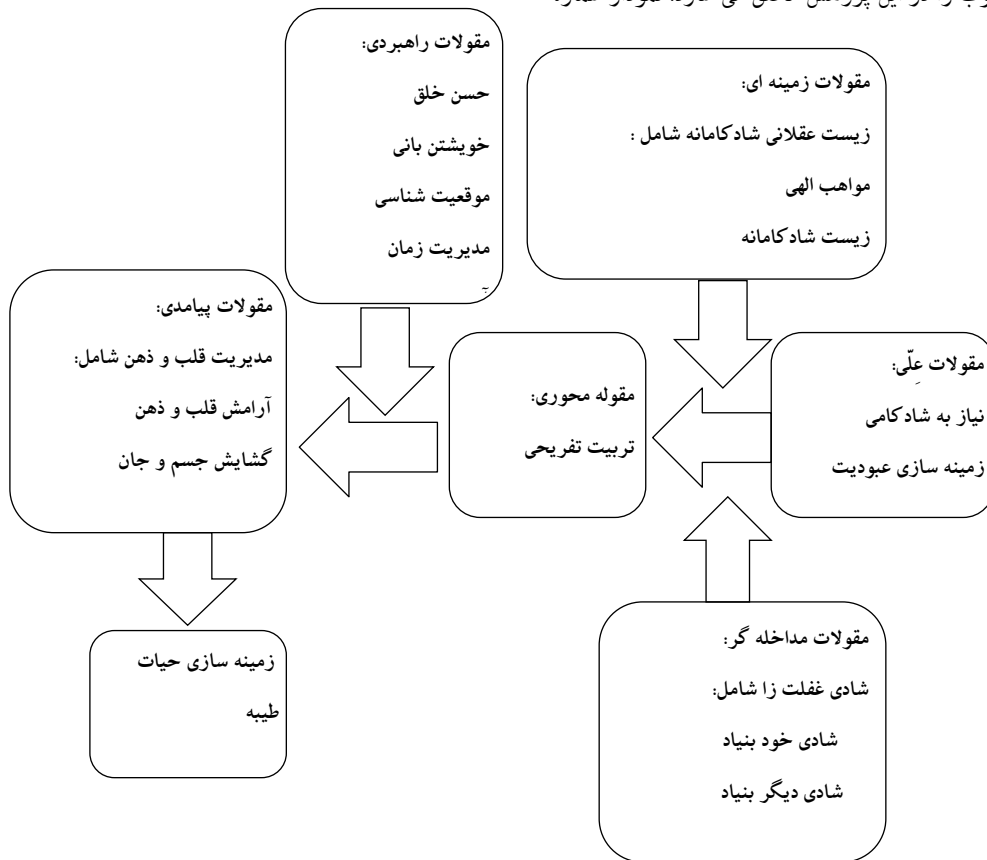 مقولات راهبردی:
حسن خلق
خویشتن بانی
موقعیت شناسی
مدیریت زمان
مقولات زمینه ای:
زیست عقلانی شادکامانه شامل :
مواهب الهی
زیست شادکامانه
مقولات عِلّی:
نیاز به شادکامی
زمینه سازی عبودیت
مقوله محوری:
تربیت تفریحی
مقولات پیامدی:
مدیریت قلب و ذهن شامل:
آرامش قلب و ذهن
گشایش جسم و جان
مقولات مداخله گر:
شادی غفلت زا شامل:
شادی خود بنیاد
شادی دیگر بنیاد
زمینه سازی حیات
طیبه